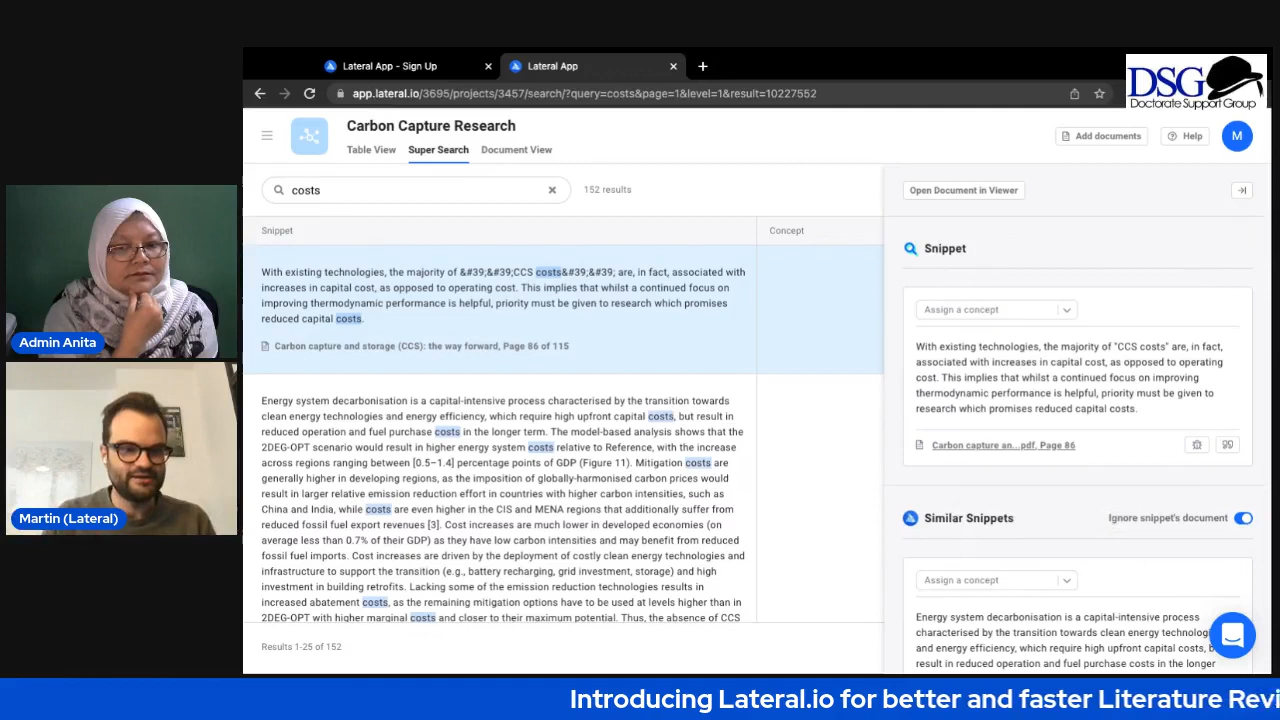 Lateral App - Sign Up
Lateral App
DSG
Doctorate Support Group
app.lateral.io/3695/projects/3457/search/?query=costs&page=1&level=1&result=10227552
Carbon Capture Research
Table View Super Search Document View
Add documents
Help
M
costs
152 results
Snippet
Concept
With existing technologies, the majority of &#39;&#39;CCS costs&#39;&#39; are, in fact, associated with
increases in capital cost, as opposed to operating cost. This implies that whilst a continued focus on
improving thermodynamic performance is helpful, priority must be given to research which promises
reduced capital costs.
Carbon capture and storage (CCS): the way forward, Page 86 of 115
Energy system decarbonisation is a capital-intensive process characterised by the transition towards
clean energy technologies and energy efficiency, which require high upfront capital costs, but result in
reduced operation and fuel purchase costs in the longer term. The model-based analysis shows that the
2DEG-OPT scenario would result in higher energy system costs relative to Reference, with the increase
across regions ranging between [0.5–1.4] percentage points of GDP (Figure 11). Mitigation costs are
generally higher in developing regions, as the imposition of globally-harmonised carbon prices would
result in larger relative emission reduction effort in countries with higher carbon intensities, such as
China and India, while costs are even higher in the CIS and MENA regions that additionally suffer from
reduced fossil fuel export revenues [3]. Cost increases are much lower in developed economies (on
average less than 0.7% of their GDP) as they have low carbon intensities and may benefit from reduced
fossil fuel imports. Cost increases are driven by the deployment of costly clean energy technologies and
infrastructure to support the transition (e.g., battery recharging, grid investment, storage) and high
investment in building retrofits. Lacking some of the emission reduction technologies results in
increased abatement costs, as the remaining mitigation options have to be used at levels higher than in
2DEG-OPT with higher marginal costs and closer to their maximum potential. Thus, the absence of CCS
Results 1-25 of 152
Open Document in Viewer
Snippet
Assign a concept
With existing technologies, the majority of "CCS costs" are, in fact,
associated with increases in capital cost, as opposed to operating
cost. This implies that whilst a continued focus on improving
thermodynamic performance is helpful, priority must be given to
research which promises reduced capital costs.
Carbon capture an...pdf, Page 86
Similar Snippets
Ignore snippet's document
Assign a concept
Energy system decarbonisation is a capital-intensive process
characterised by the transition towards clean energy technologi
and energy efficiency, which require high upfront capital costs, b
result in reduced operation and fuel purchase costs in the longer
Admin Anita
Martin (Lateral)
Introducing Lateral.io for better and faster Literature Revi